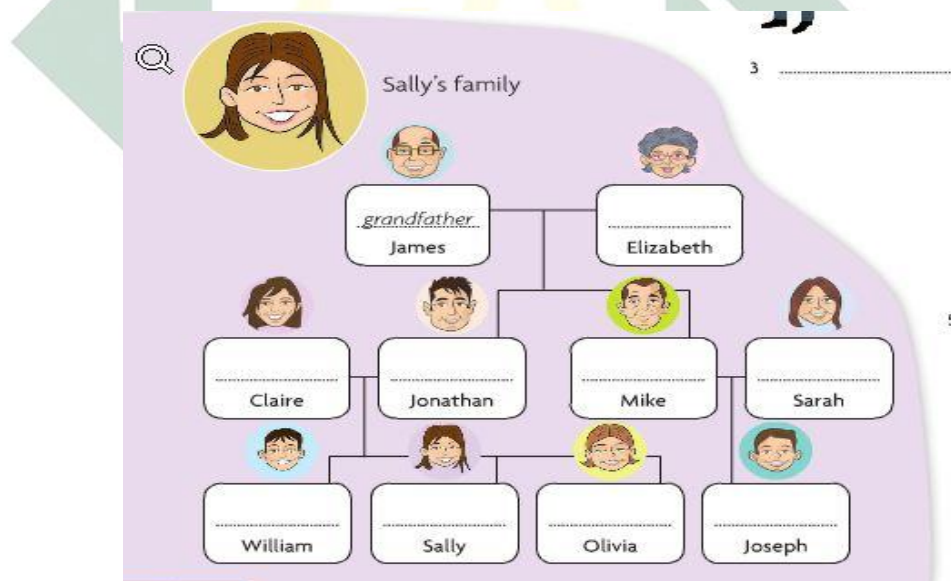 Sally's family
3
grandfather
James
Elizabeth
Claire
Jonathan
Mike
Sarah
William
Sally
Olivia
Joseph